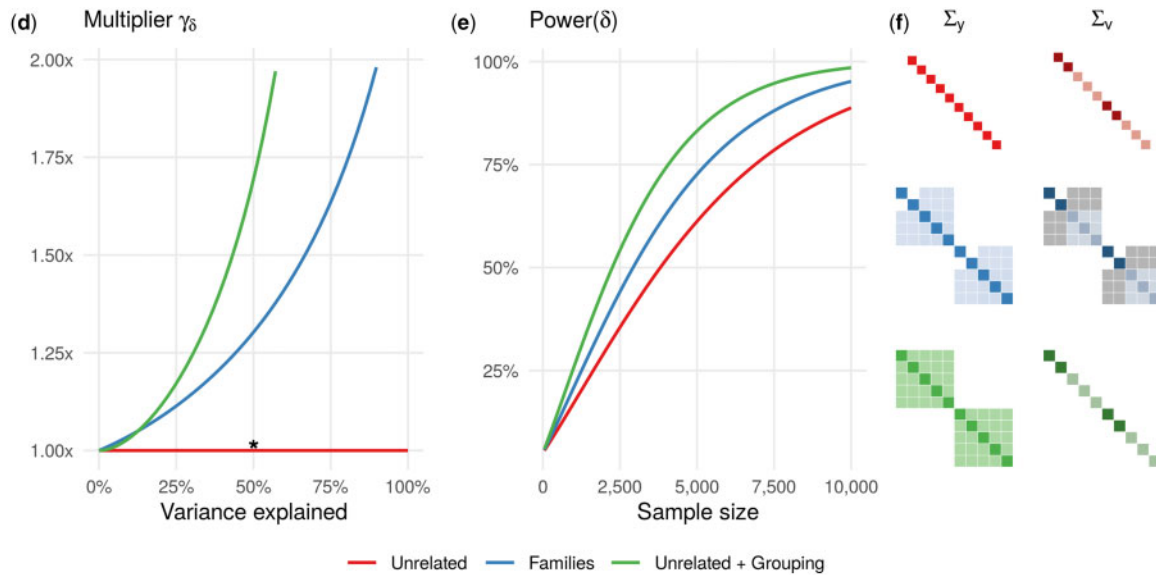 (d) Multiplier γδ
2.00x
1.75x
1.50x
1.25x
1.00x
*
0% 25% 50% 75% 100%
Variance explained
(e) Power(δ)
100%
75%
50%
25%
0 2,500 5,000 7,500 10,000
Sample size
(f) Σy Σv
Unrelated Families Unrelated + Grouping